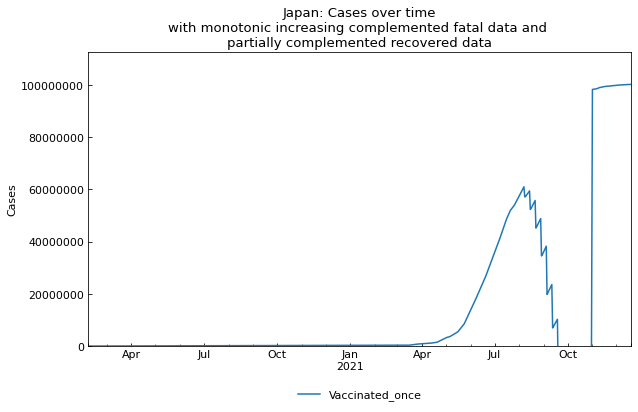 Japan: Cases over time
with monotonic increasing complemented fatal data and
partially complemented recovered data
Cases
100000000
80000000
60000000
40000000
20000000
0
Apr Jul Oct Jan Apr Jul Oct
2021
Vaccinated_once